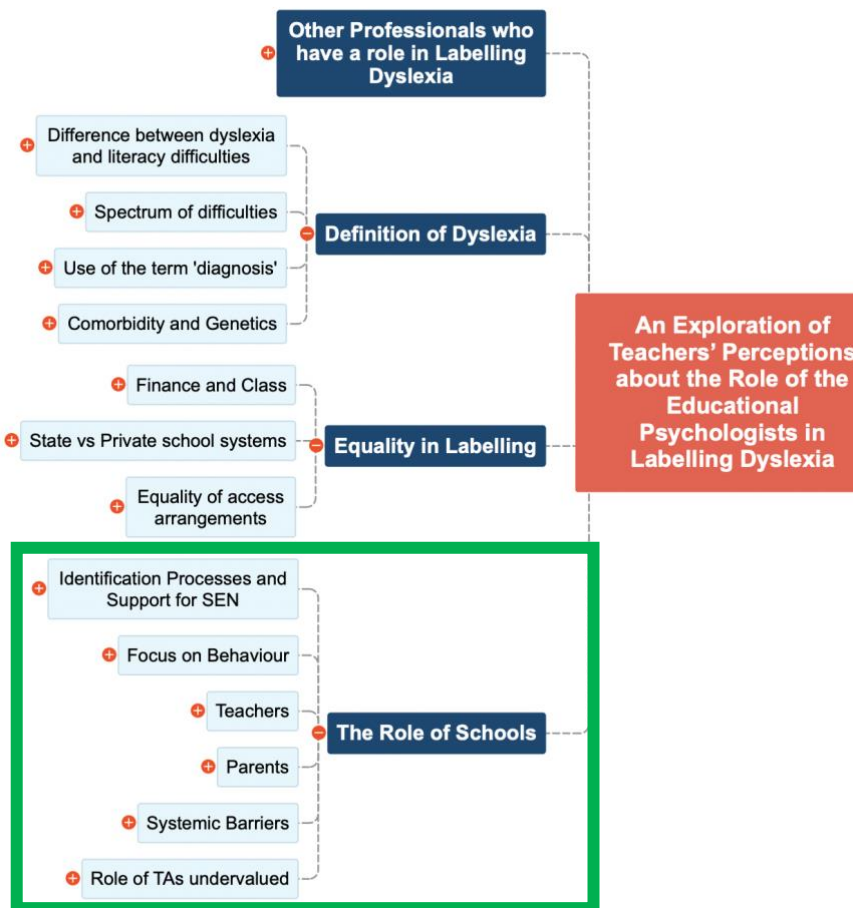 Other Professionals who
have a role in Labelling
Dyslexia
Difference between dyslexia
and literacy difficulties
Spectrum of difficulties
Use of the term 'diagnosis'
Comorbidity and Genetics
Definition of Dyslexia
Finance and Class
State vs Private school systems
Equality of access
arrangements
Equality in Labelling
An Exploration of
Teachers' Perceptions
about the Role of the
Educational
Psychologists in
Labelling Dyslexia
Identification Processes and
Support for SEN
Focus on Behaviour
Teachers
Parents
Systemic Barriers
Role of TAs undervalued
The Role of Schools